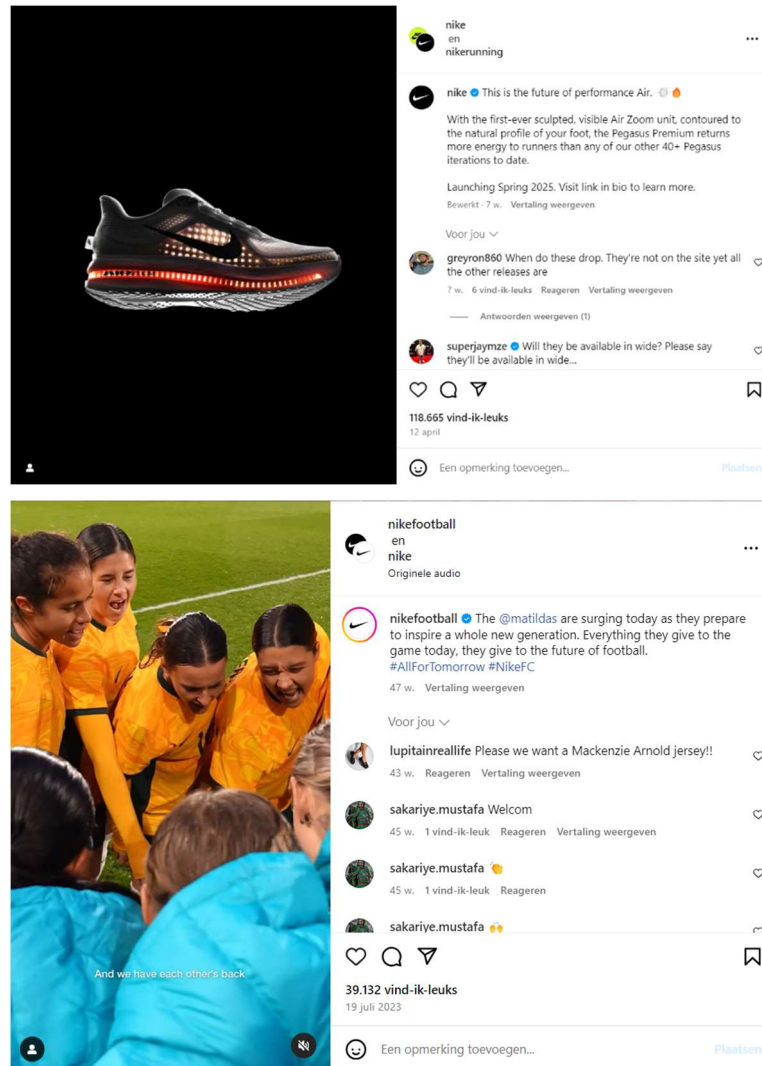 nike
en
nikerunning
nike This is the future of performance Air. 🔥
With the first-ever sculpted, visible Air Zoom unit, contoured to
the natural profile of your foot, the Pegasus Premium returns
more energy to runners than any of our other 40+ Pegasus
iterations to date.
Launching Spring 2025. Visit link in bio to learn more.
Bewerkt · 7 w. Vertaling weergeven
Voor jou
greyron860 When do these drop. They're not on the site yet all
the other releases are
7 w. 6 vind-ik-leuks Reageren Vertaling weergeven
Antwoorden weergeven (1)
superjaymze Will they be available in wide? Please say
they'll be available in wide...
118.665 vind-ik-leuks
12 april
Een opmerking toevoegen...
Plaatsen
nikefootball
en
nike
Originele audio
nikefootball The @matildas are surging today as they prepare
to inspire a whole new generation. Everything they give to the
game today, they give to the future of football.
#AllForTomorrow #NikeFC
47 w. Vertaling weergeven
Voor jou
lupitainreallife Please we want a Mackenzie Arnold jersey!!
43 w. Reageren Vertaling weergeven
sakariye.mustafa Welcom
45 w. 1 vind-ik-leuk Reageren Vertaling weergeven
sakariye.mustafa 👏
45 w. 1 vind-ik-leuk Reageren
sakariye.mustafa 🙌
And we have each other's back
39.132 vind-ik-leuks
19 juli 2023
Een opmerking toevoegen...
Plaatsen